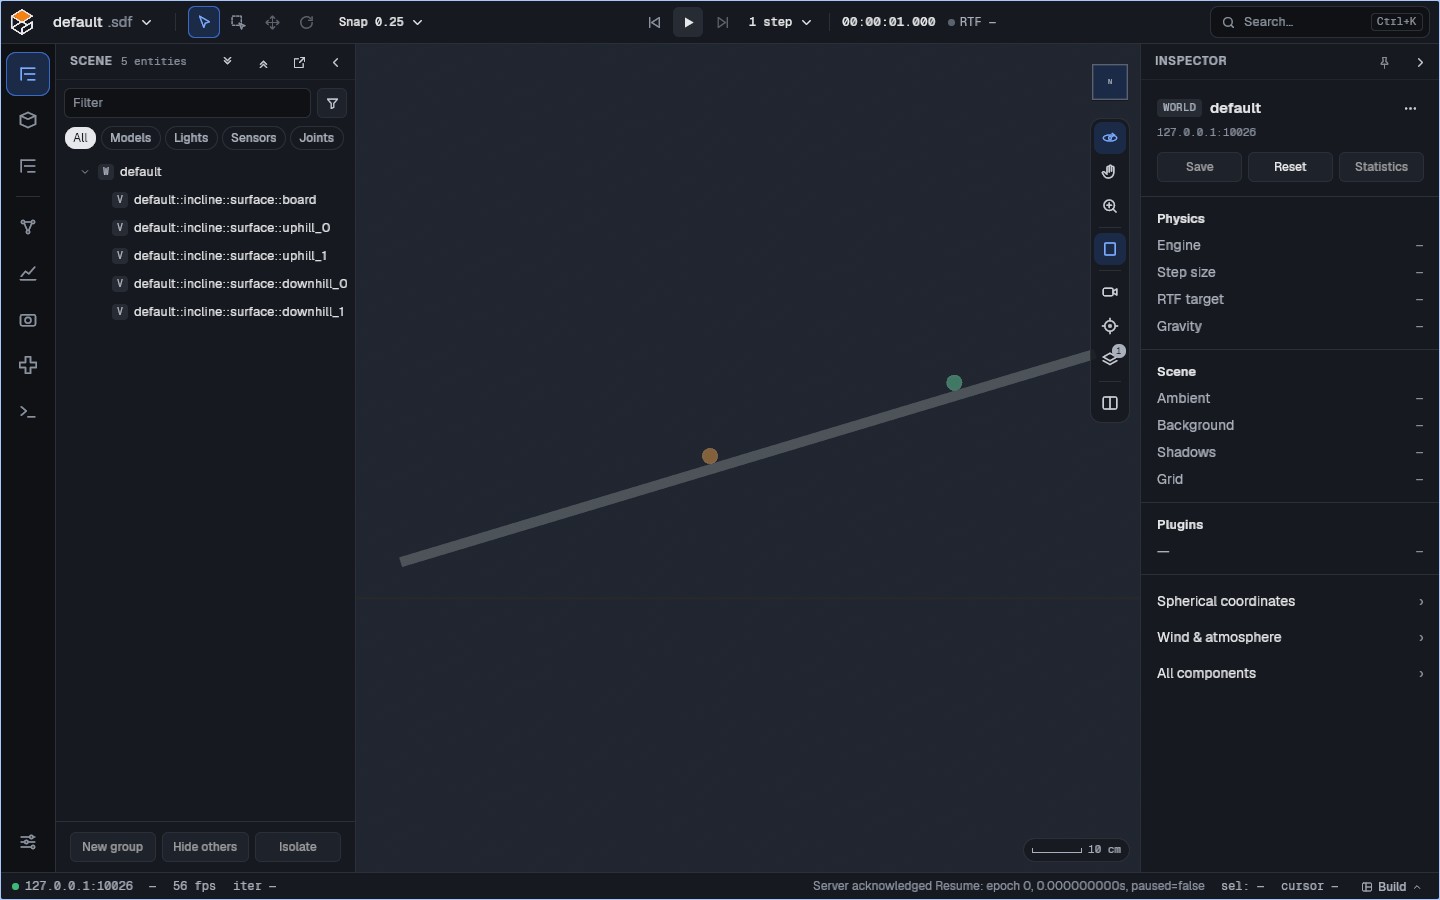 default .sdf
Snap 0.25
1 step
00:00:01.000
RTF –
Search...
Ctrl+K
SCENE 5 entities
Filter
All
Models
Lights
Sensors
Joints
W default
V default::incline::surface::board
V default::incline::surface::uphill_0
V default::incline::surface::uphill_1
V default::incline::surface::downhill_0
V default::incline::surface::downhill_1
New group
Hide others
Isolate
N
1
10 cm
INSPECTOR
WORLD default
127.0.0.1:10026
Save
Reset
Statistics
Physics
Engine –
Step size –
RTF target –
Gravity –
Scene
Ambient –
Background –
Shadows –
Grid –
Plugins
— –
Spherical coordinates
Wind & atmosphere
All components
127.0.0.1:10026 – 56 fps iter –
Server acknowledged Resume: epoch 0, 0.000000000s, paused=false
sel: –
cursor –
Build